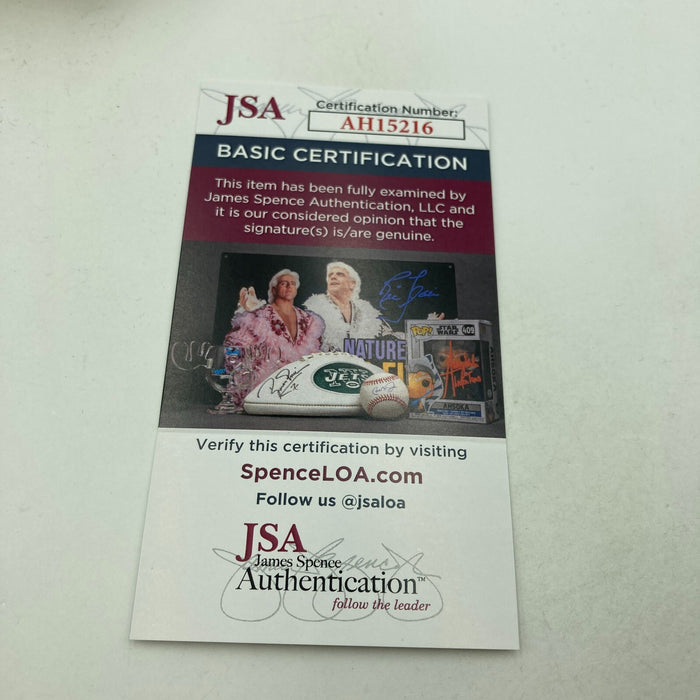 JSA
Certification Number:
AH15216
BASIC CERTIFICATION
This item has been fully examined by
James Spence Authentication, LLC and
it is our considered opinion that the
signature(s) is/are genuine.
NATURE
JETS
POP!
STAR WARS
409
AHSOKA
Verify this certification by visiting
SpenceLOA.com
Follow us @jsaloa
JSA
James Spence
Authentication™
follow the leader